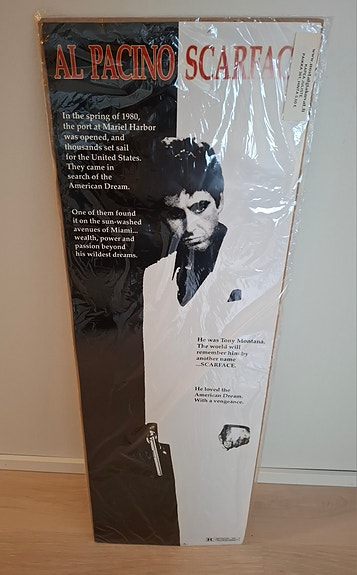 AL PACINO SCARFAC
In the spring of 1980,
the port at Mariel Harbor
was opened, and
thousands set sail
for the United States.
They came in
search of the
American Dream.
One of them found
it on the sun-washed
avenues of Miami...
wealth, power and
passion beyond
his wildest dreams.
He was Tony Montana.
The world will
remember him by
another name
...SCARFACE.
He loved the
American Dream.
With a vengeance.
R